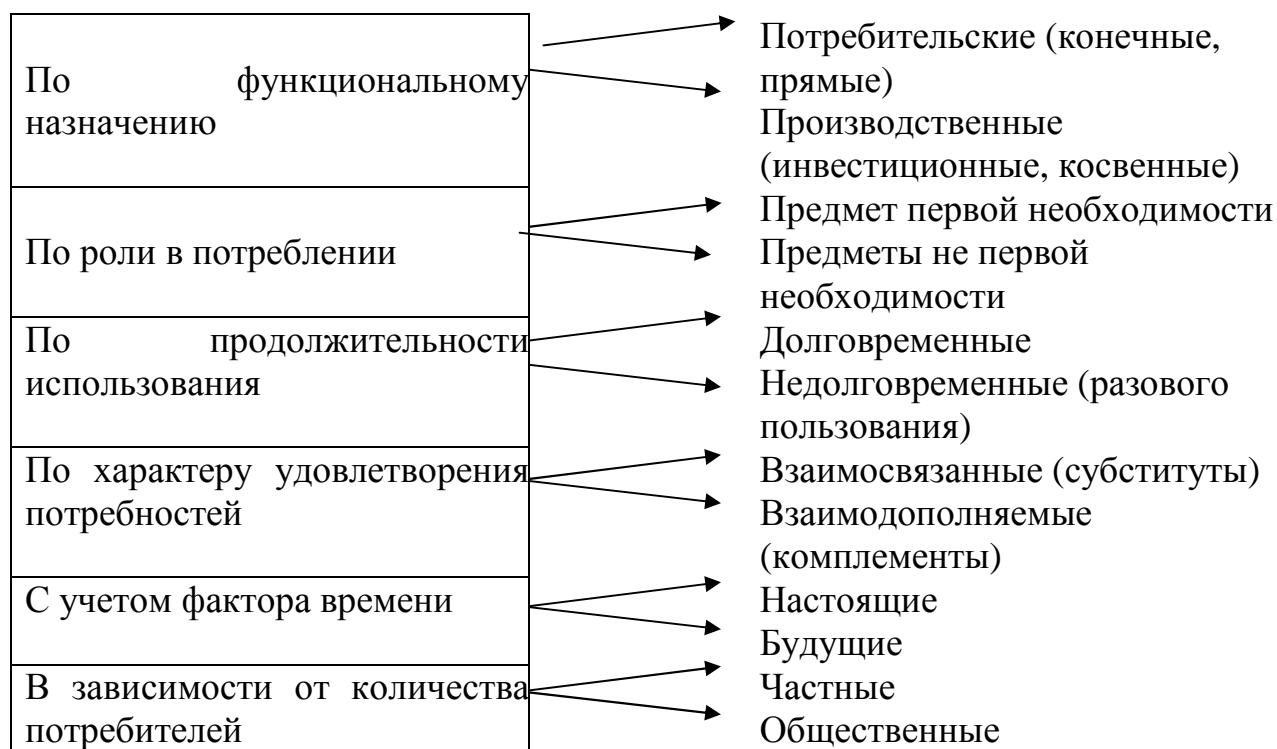 По функциональному
назначению
Потребительские (конечные,
прямые)
Производственные
(инвестиционные, косвенные)
По роли в потреблении
Предмет первой необходимости
Предметы не первой
необходимости
По продолжительности
использования
Долговременные
Недолговременные (разового
пользования)
По характеру удовлетворения
потребностей
Взаимосвязанные (субституты)
Взаимодополняемые
(комплементы)
С учетом фактора времени
Настоящие
Будущие
В зависимости от количества
потребителей
Частные
Общественные